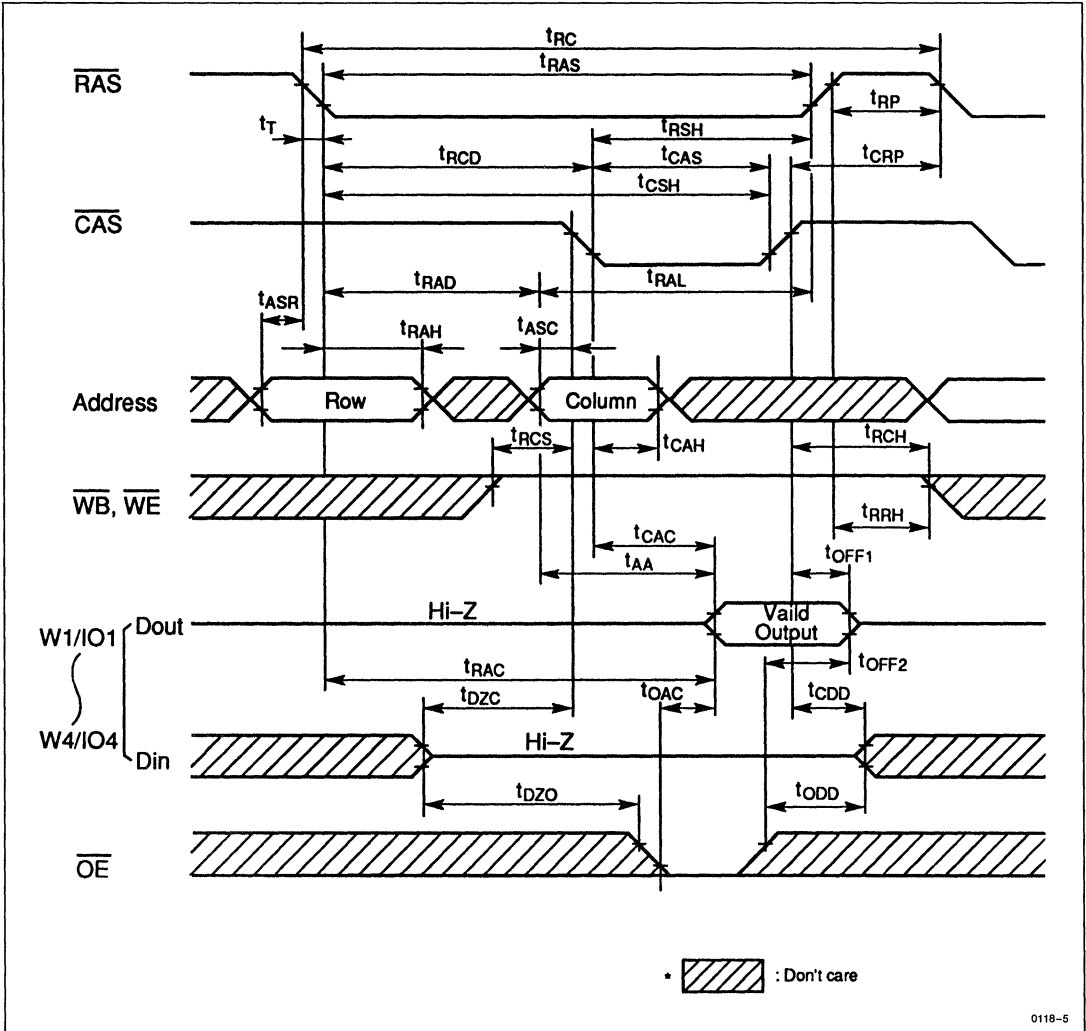 tRC
RAS
tRAS
tRP
tT
tRSH
tRCD
tCAS
tCRP
tCSH
CAS
tRAD
tRAL
tASR
tRAH
tASC
Address
Row
Column
tRCS
tCAH
tRCH
WB, WE
tRRH
tCAC
tOFF1
tAA
Hi–Z
Vaild
Output
W1/IO1
Dout
tRAC
tOFF2
tDZC
tOAC
tCDD
W4/IO4
Din
Hi–Z
tDZO
tODD
OE
* : Don't care
0118–5